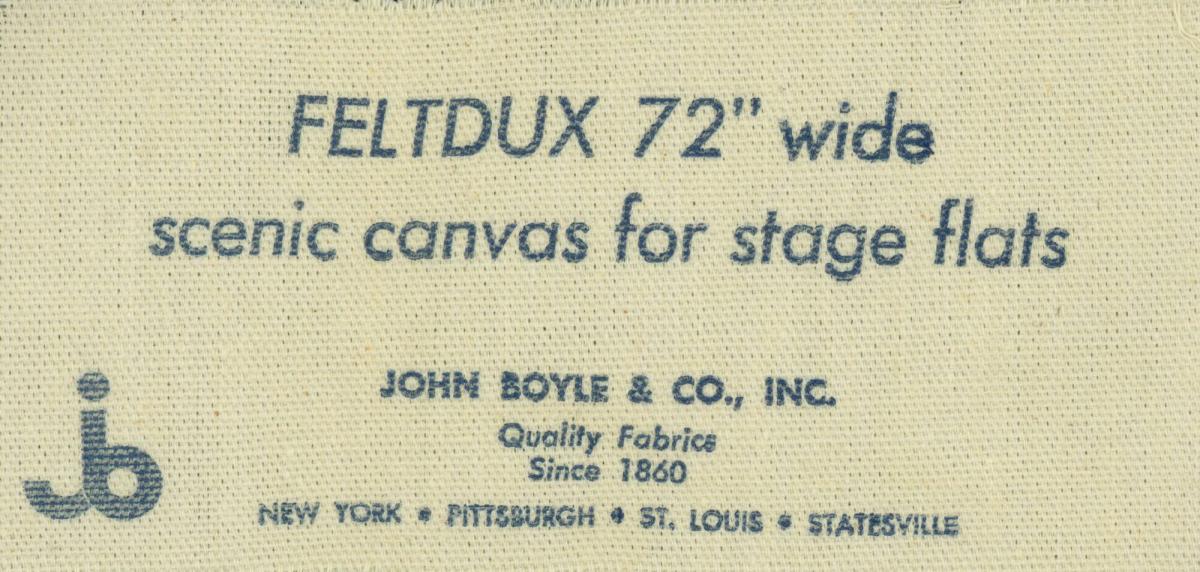 FELTDUX 72" wide
scenic canvas for stage flats
jb
JOHN BOYLE & CO., INC.
Quality Fabrics
Since 1860
NEW YORK • PITTSBURGH • ST. LOUIS • STATESVILLE